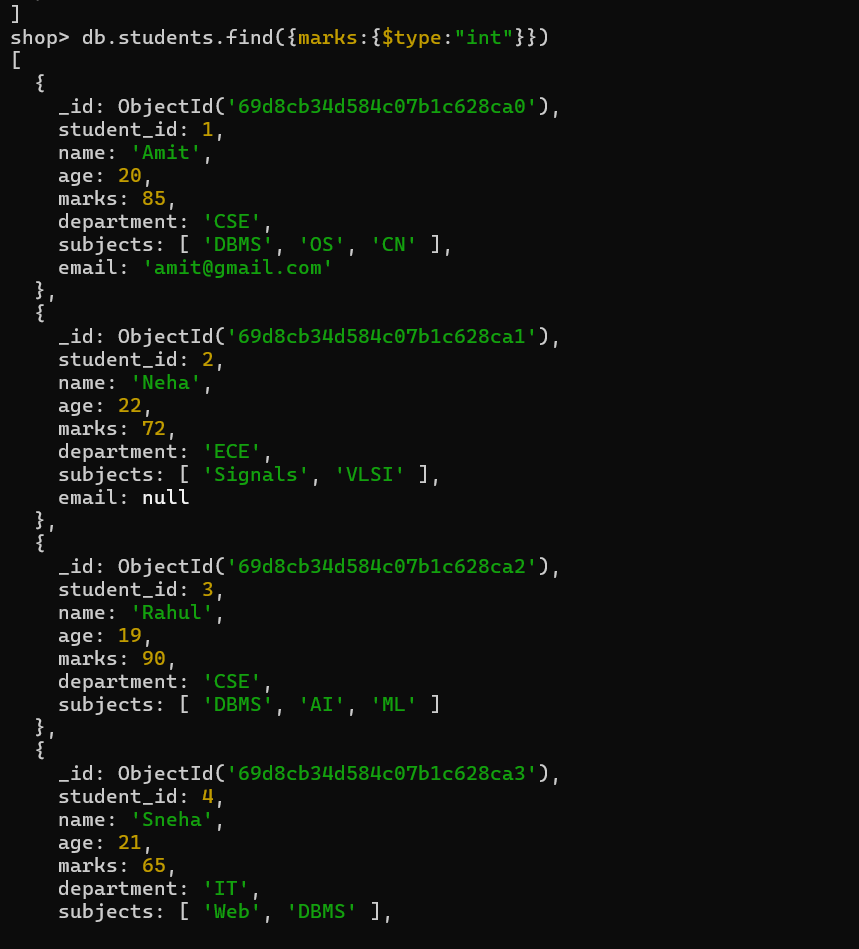 ]
shop> db.students.find({marks:{$type:"int"}})
[
  {
    _id: ObjectId('69d8cb34d584c07b1c628ca0'),
    student_id: 1,
    name: 'Amit',
    age: 20,
    marks: 85,
    department: 'CSE',
    subjects: [ 'DBMS', 'OS', 'CN' ],
    email: 'amit@gmail.com'
  },
  {
    _id: ObjectId('69d8cb34d584c07b1c628ca1'),
    student_id: 2,
    name: 'Neha',
    age: 22,
    marks: 72,
    department: 'ECE',
    subjects: [ 'Signals', 'VLSI' ],
    email: null
  },
  {
    _id: ObjectId('69d8cb34d584c07b1c628ca2'),
    student_id: 3,
    name: 'Rahul',
    age: 19,
    marks: 90,
    department: 'CSE',
    subjects: [ 'DBMS', 'AI', 'ML' ]
  },
  {
    _id: ObjectId('69d8cb34d584c07b1c628ca3'),
    student_id: 4,
    name: 'Sneha',
    age: 21,
    marks: 65,
    department: 'IT',
    subjects: [ 'Web', 'DBMS' ],